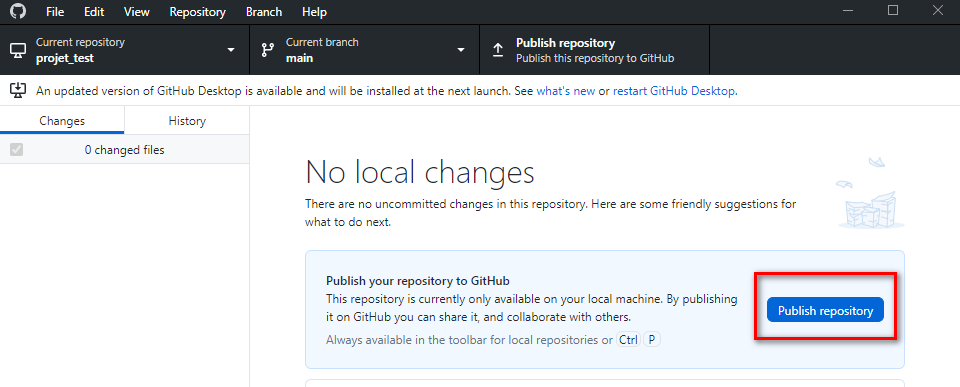 File Edit View Repository Branch Help
Current repository
projet_test
Current branch
main
Publish repository
Publish this repository to GitHub
An updated version of GitHub Desktop is available and will be installed at the next launch. See what's new or restart GitHub Desktop.
Changes
History
0 changed files
No local changes
There are no uncommitted changes in this repository. Here are some friendly suggestions for
what to do next.
Publish your repository to GitHub
This repository is currently only available on your local machine. By publishing
it on GitHub you can share it, and collaborate with others.
Always available in the toolbar for local repositories or Ctrl P
Publish repository